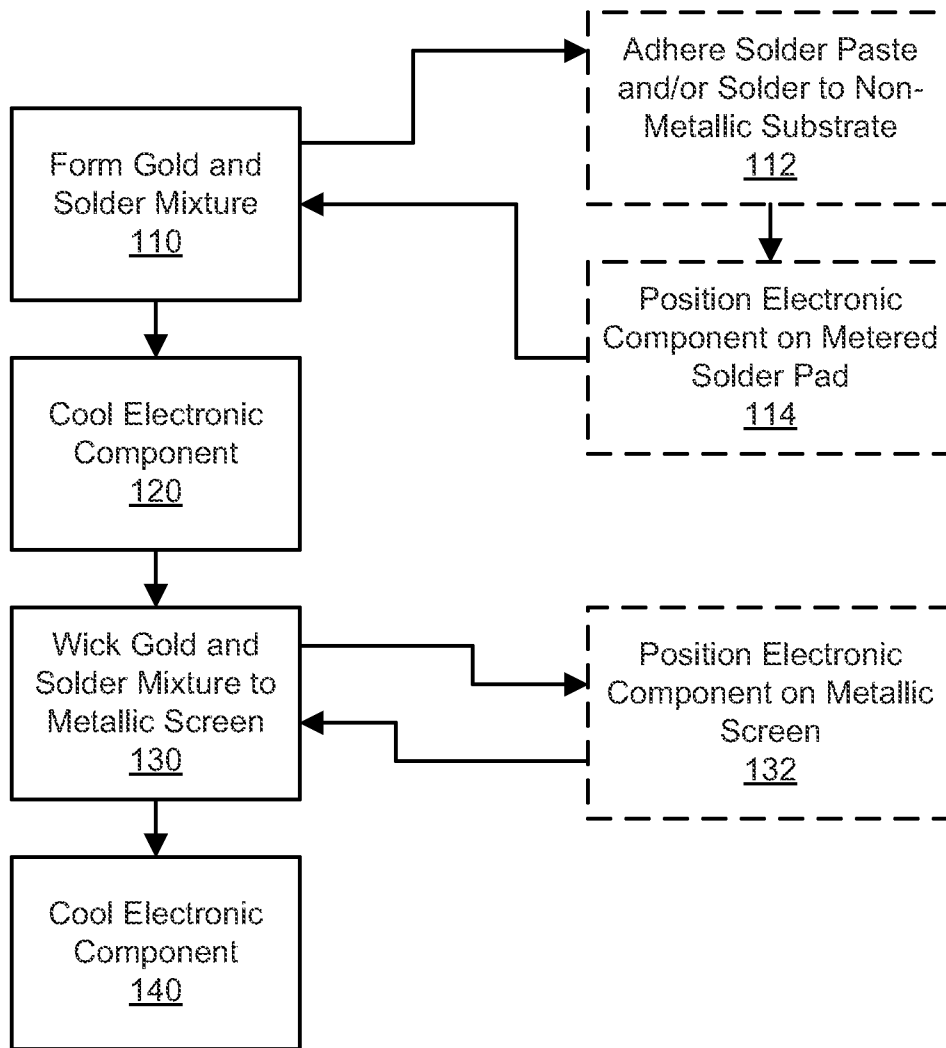 Form Gold and
Solder Mixture
110
Adhere Solder Paste
and/or Solder to Non-
Metallic Substrate
112
Position Electronic
Component on Metered
Solder Pad
114
Cool Electronic
Component
120
Wick Gold and
Solder Mixture to
Metallic Screen
130
Position Electronic
Component on Metallic
Screen
132
Cool Electronic
Component
140